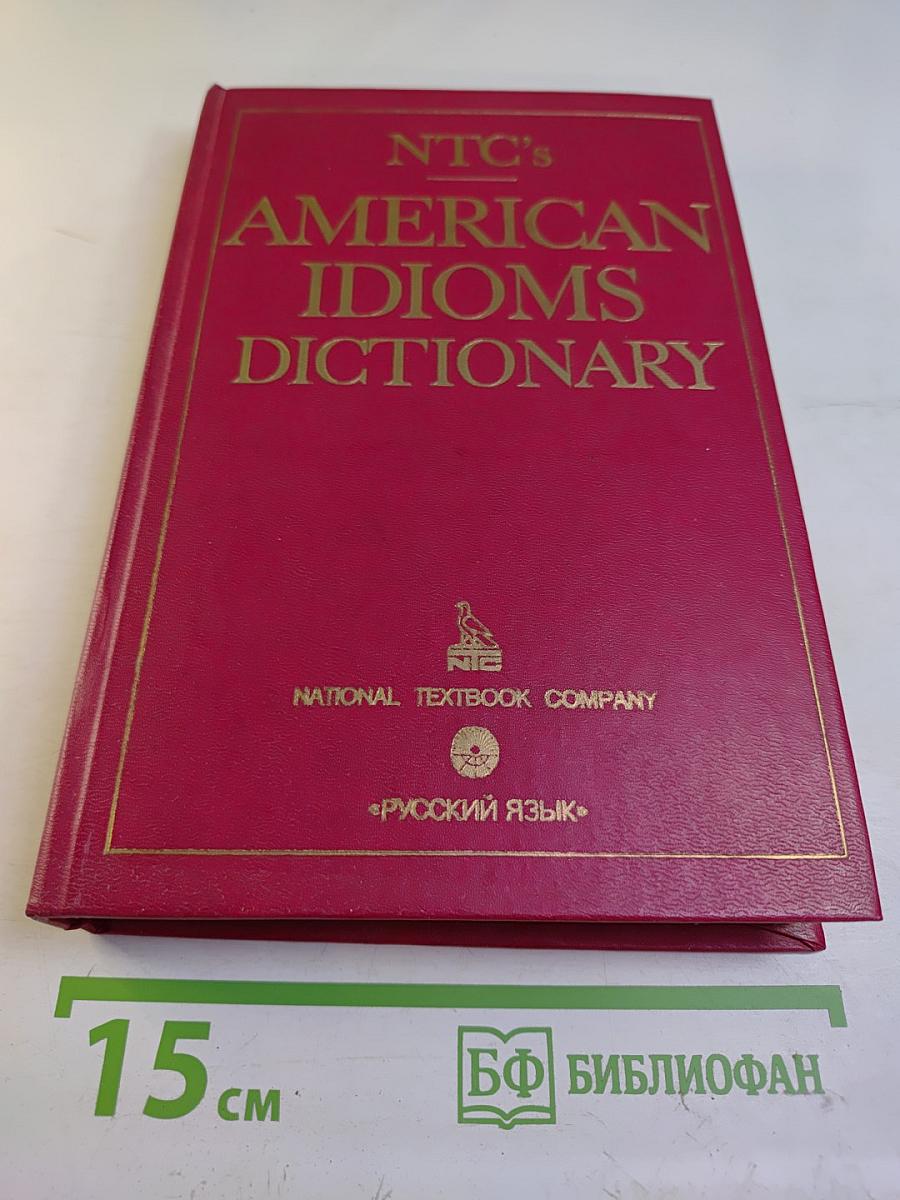 NTC's
AMERICAN
IDIOMS
DICTIONARY
NTC
NATIONAL TEXTBOOK COMPANY
«РУССКИЙ ЯЗЫК»
15 см
БФ БИБЛИОФАН